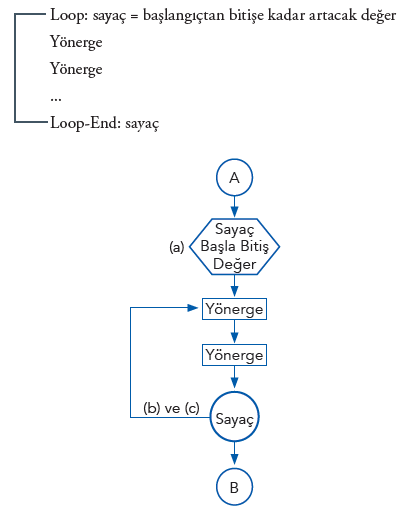 Loop: sayaç = başlangıçtan bitişe kadar artacak değer
Yönerge
Yönerge
...
Loop-End: sayaç
A
(a)
Sayaç
Başla Bitiş
Değer
Yönerge
Yönerge
(b) ve (c)
Sayaç
B